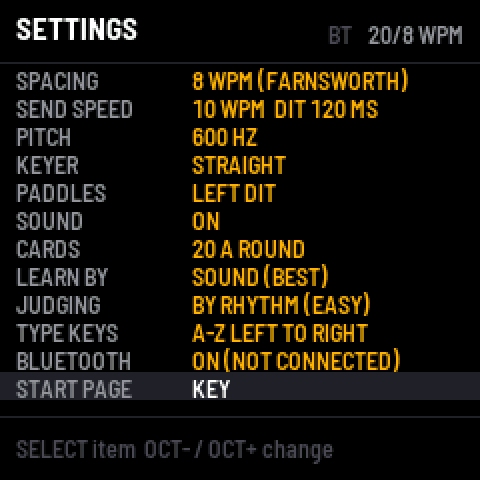 SETTINGS BT 20/8 WPM
SPACING 8 WPM (FARNSWORTH)
SEND SPEED 10 WPM DIT 120 MS
PITCH 600 HZ
KEYER STRAIGHT
PADDLES LEFT DIT
SOUND ON
CARDS 20 A ROUND
LEARN BY SOUND (BEST)
JUDGING BY RHYTHM (EASY)
TYPE KEYS A-Z LEFT TO RIGHT
BLUETOOTH ON (NOT CONNECTED)
START PAGE KEY
SELECT item OCT- / OCT+ change